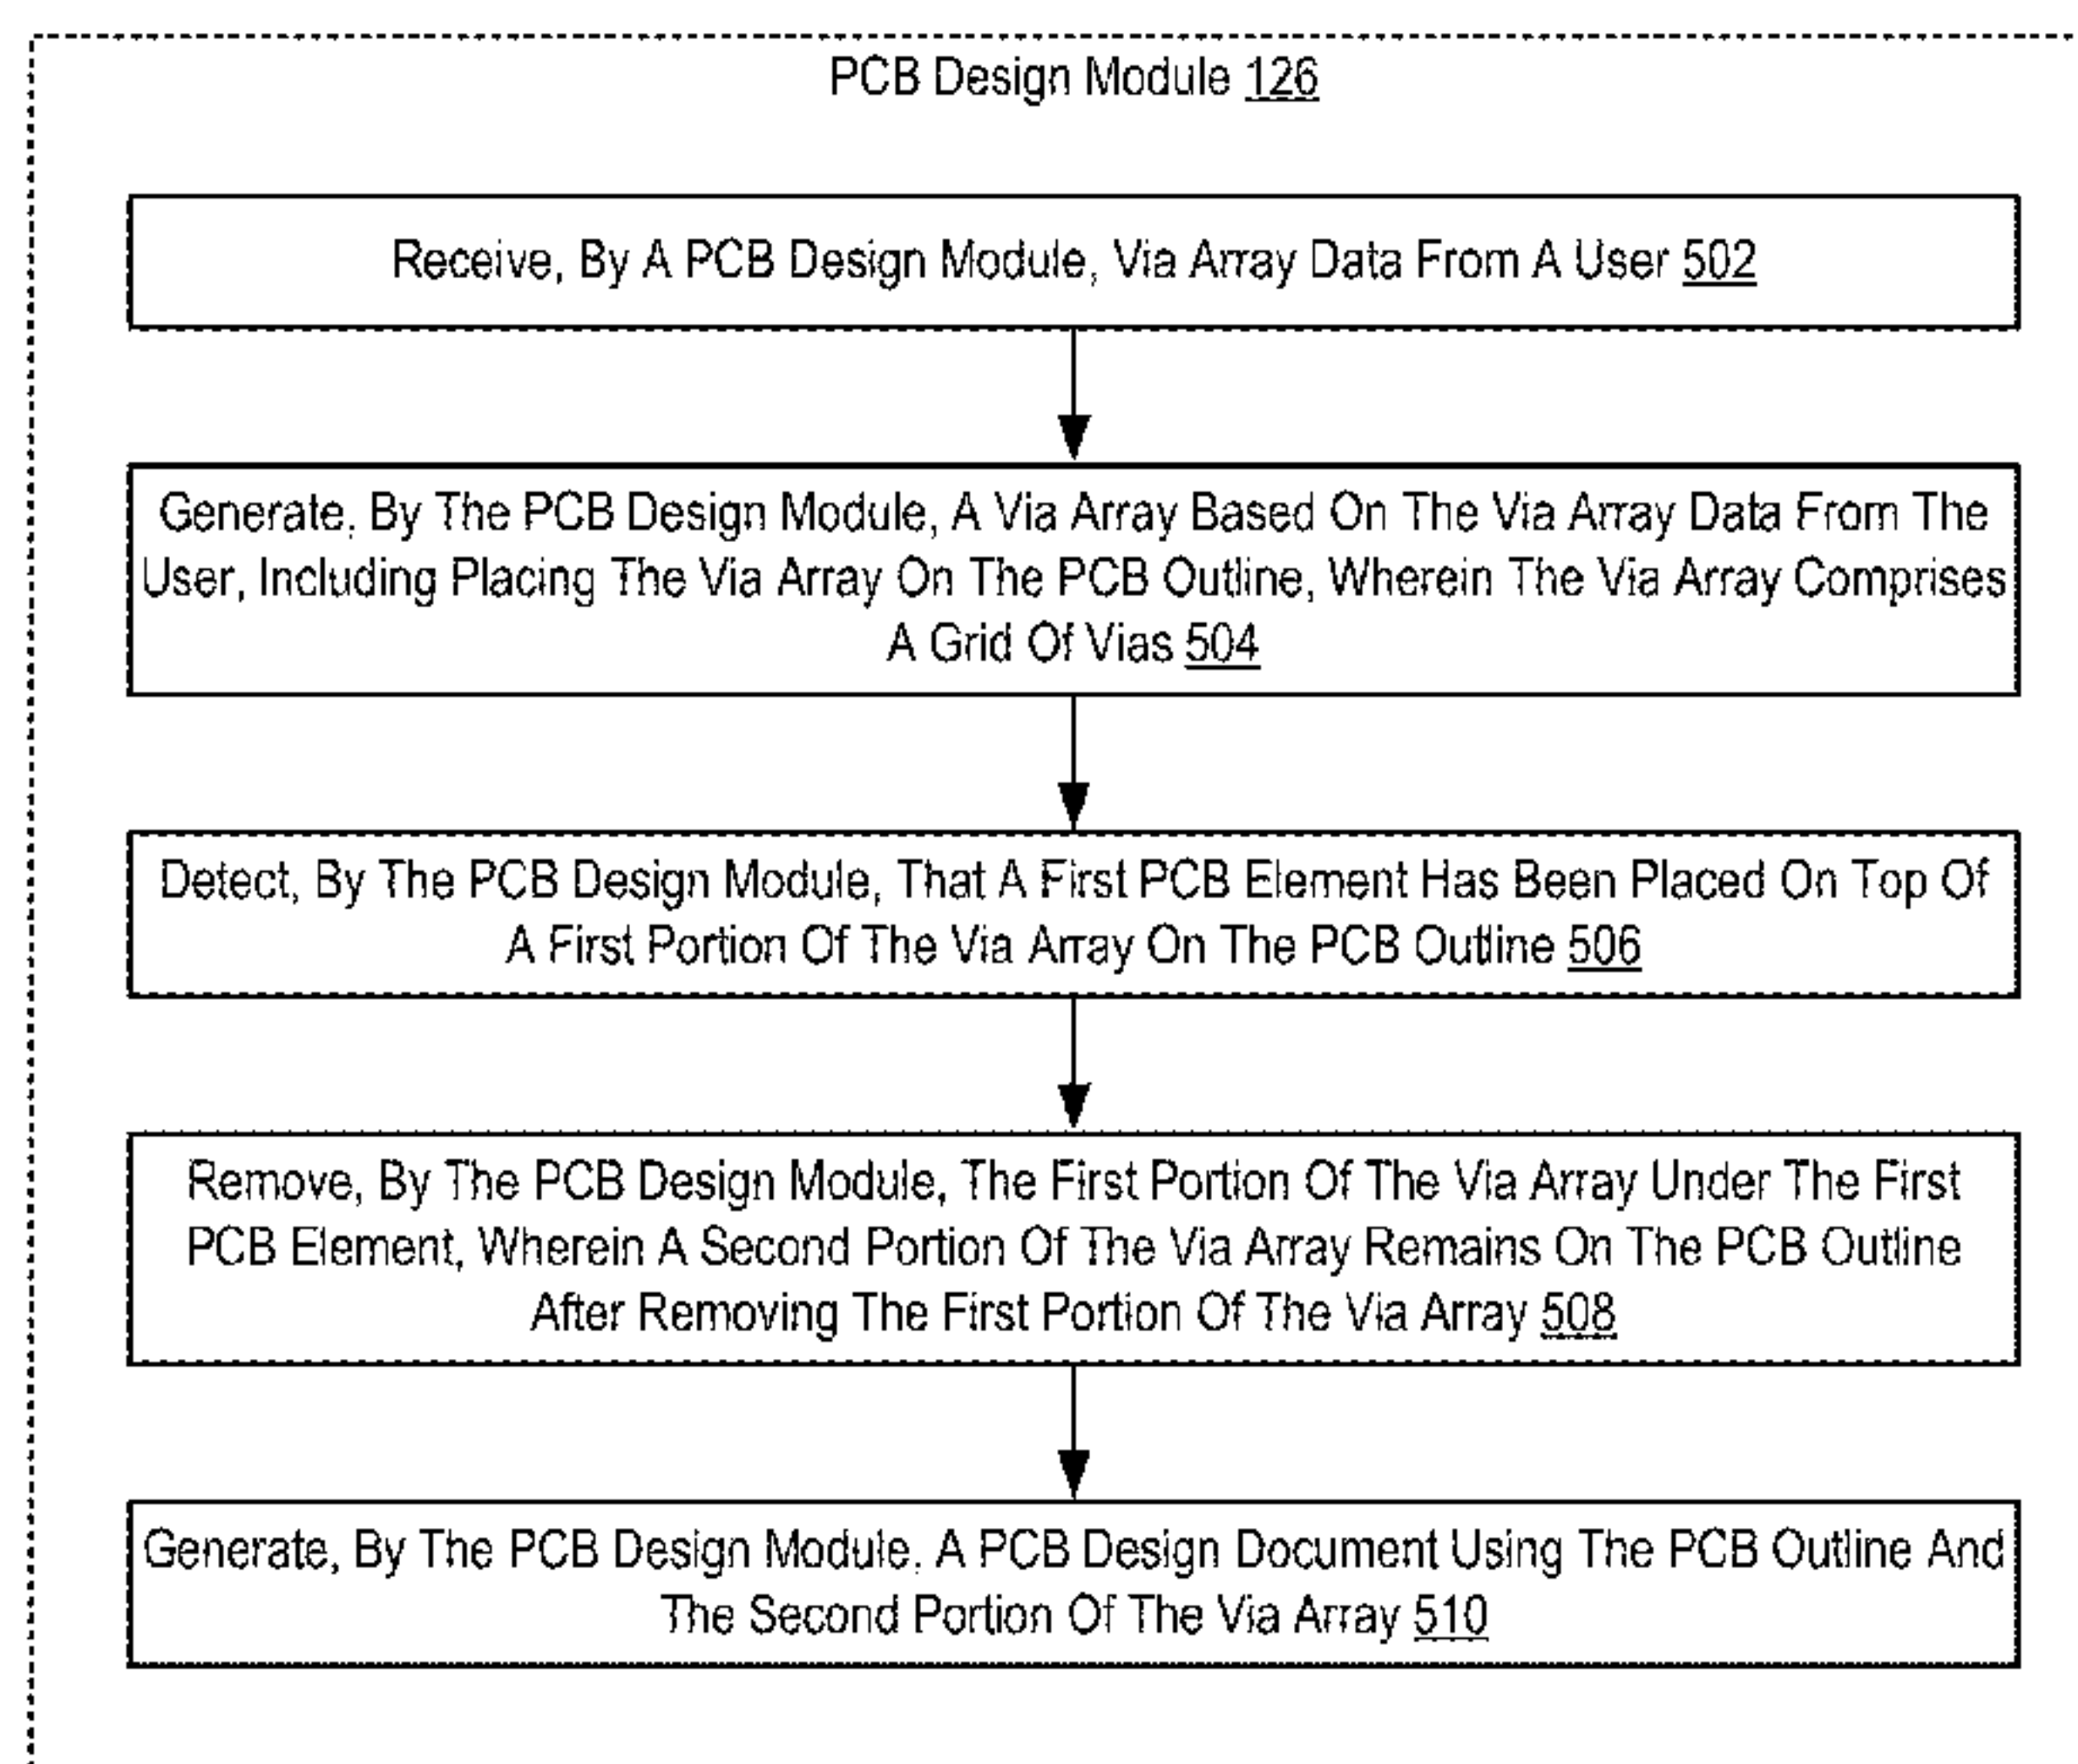 PCB Design Module 126
Receive, By A PCB Design Module, Via Array Data From A User 502
Generate, By The PCB Design Module, A Via Array Based On The Via Array Data From The
User, Including Placing The Via Array On The PCB Outline, Wherein The Via Array Comprises
A Grid Of Vias 504
Detect, By The PCB Design Module, That A First PCB Element Has Been Placed On Top Of
A First Portion Of The Via Array On The PCB Outline 506
Remove, By The PCB Design Module, The First Portion Of The Via Array Under The First
PCB Element, Wherein A Second Portion Of The Via Array Remains On The PCB Outline
After Removing The First Portion Of The Via Array 508
Generate, By The PCB Design Module, A PCB Design Document Using The PCB Outline And
The Second Portion Of The Via Array 510